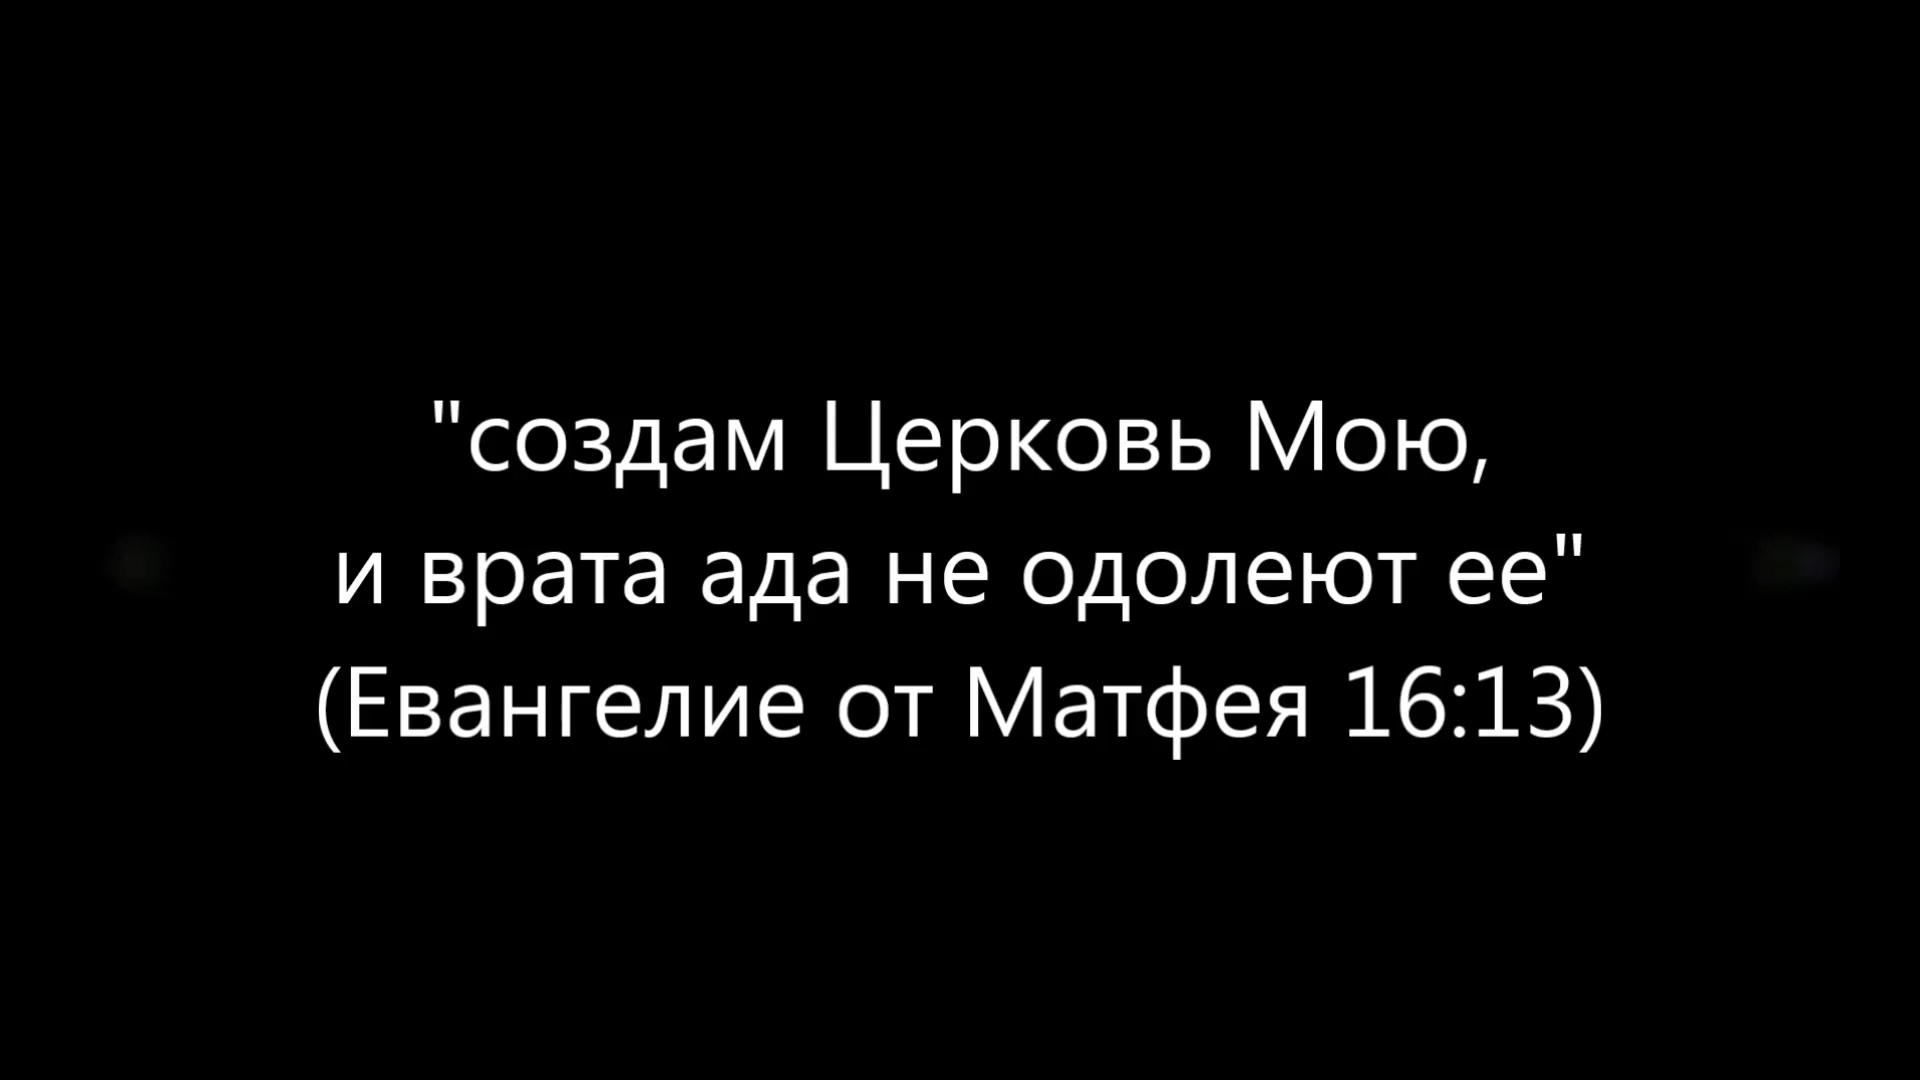 "создам Церковь Мою,
и врата ада не одолеют ее"
(Евангелие от Матфея 16:13)